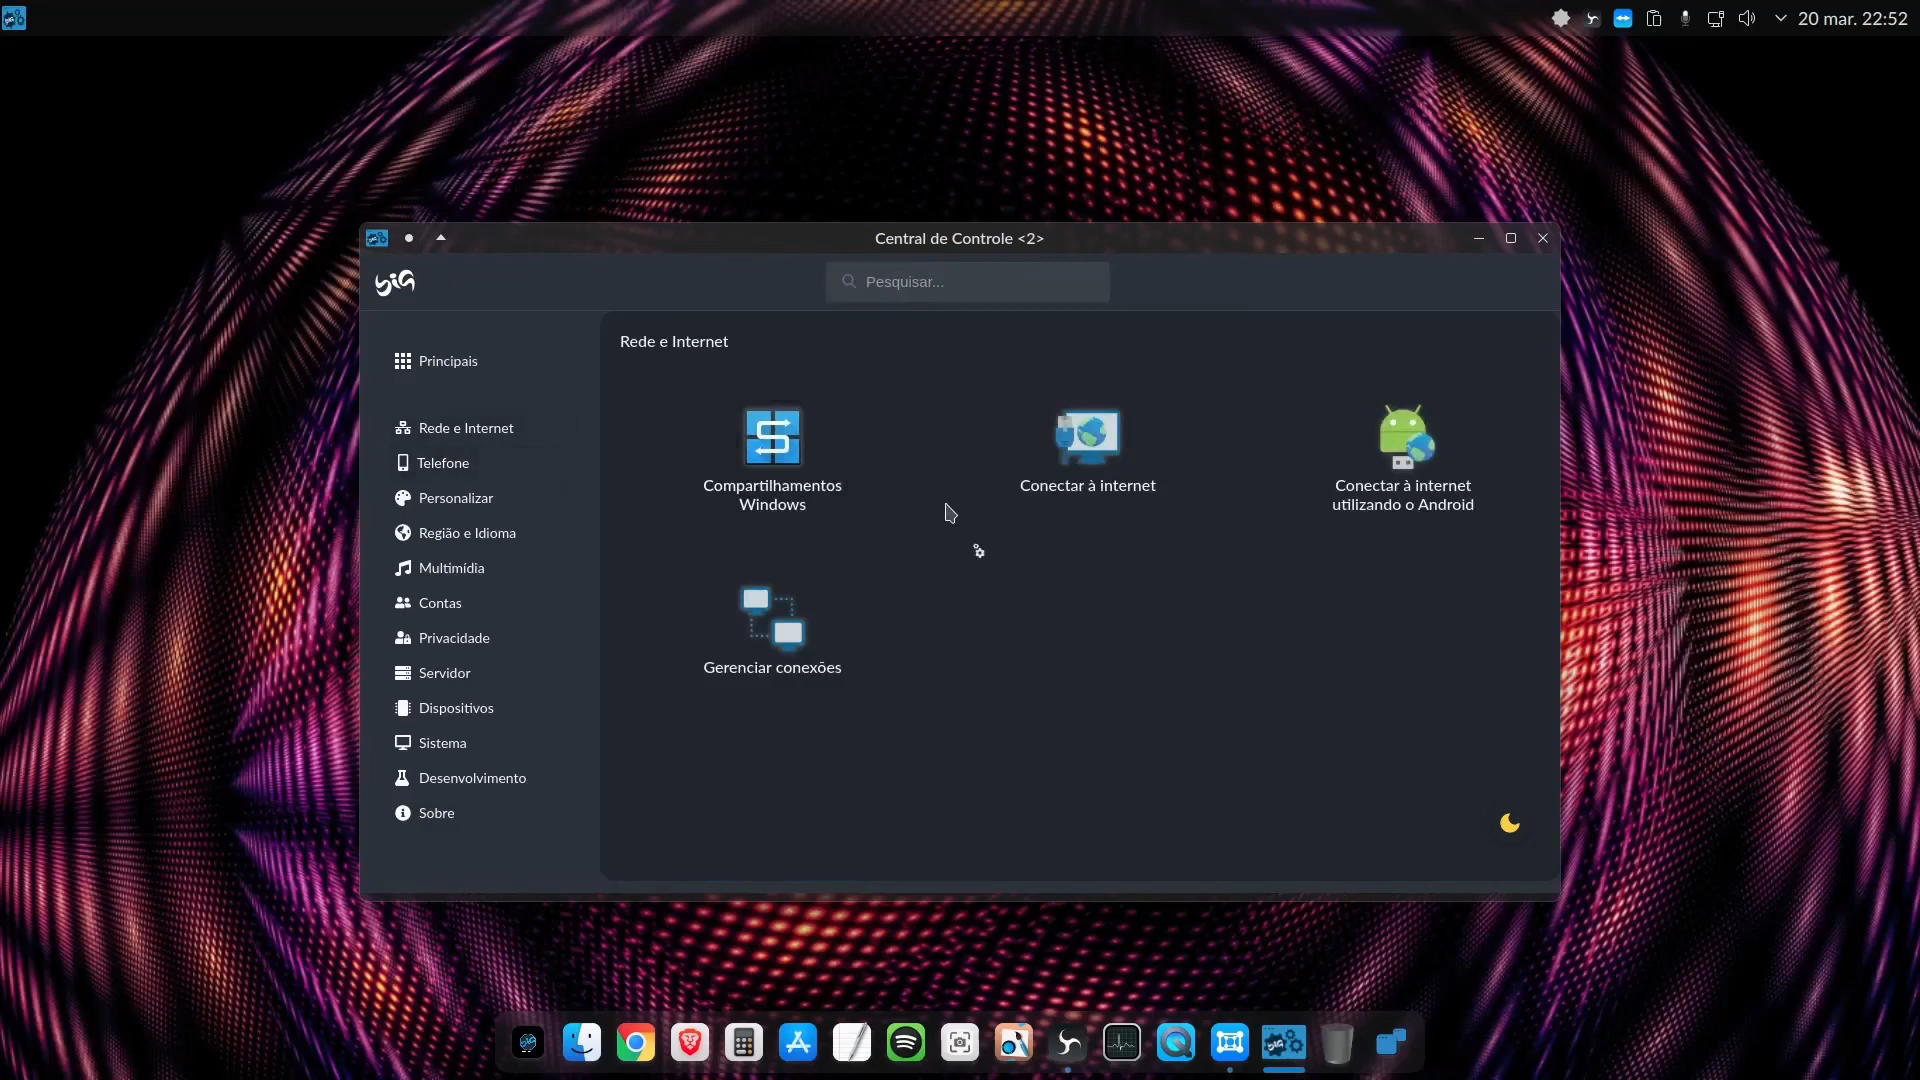 20 mar. 22:52
Central de Controle <2>
Pesquisar...
Principais
Rede e Internet
Telefone
Personalizar
Região e Idioma
Multimídia
Contas
Privacidade
Servidor
Dispositivos
Sistema
Desenvolvimento
Sobre
Rede e Internet
Compartilhamentos
Windows
Conectar à internet
Conectar à internet
utilizando o Android
Gerenciar conexões